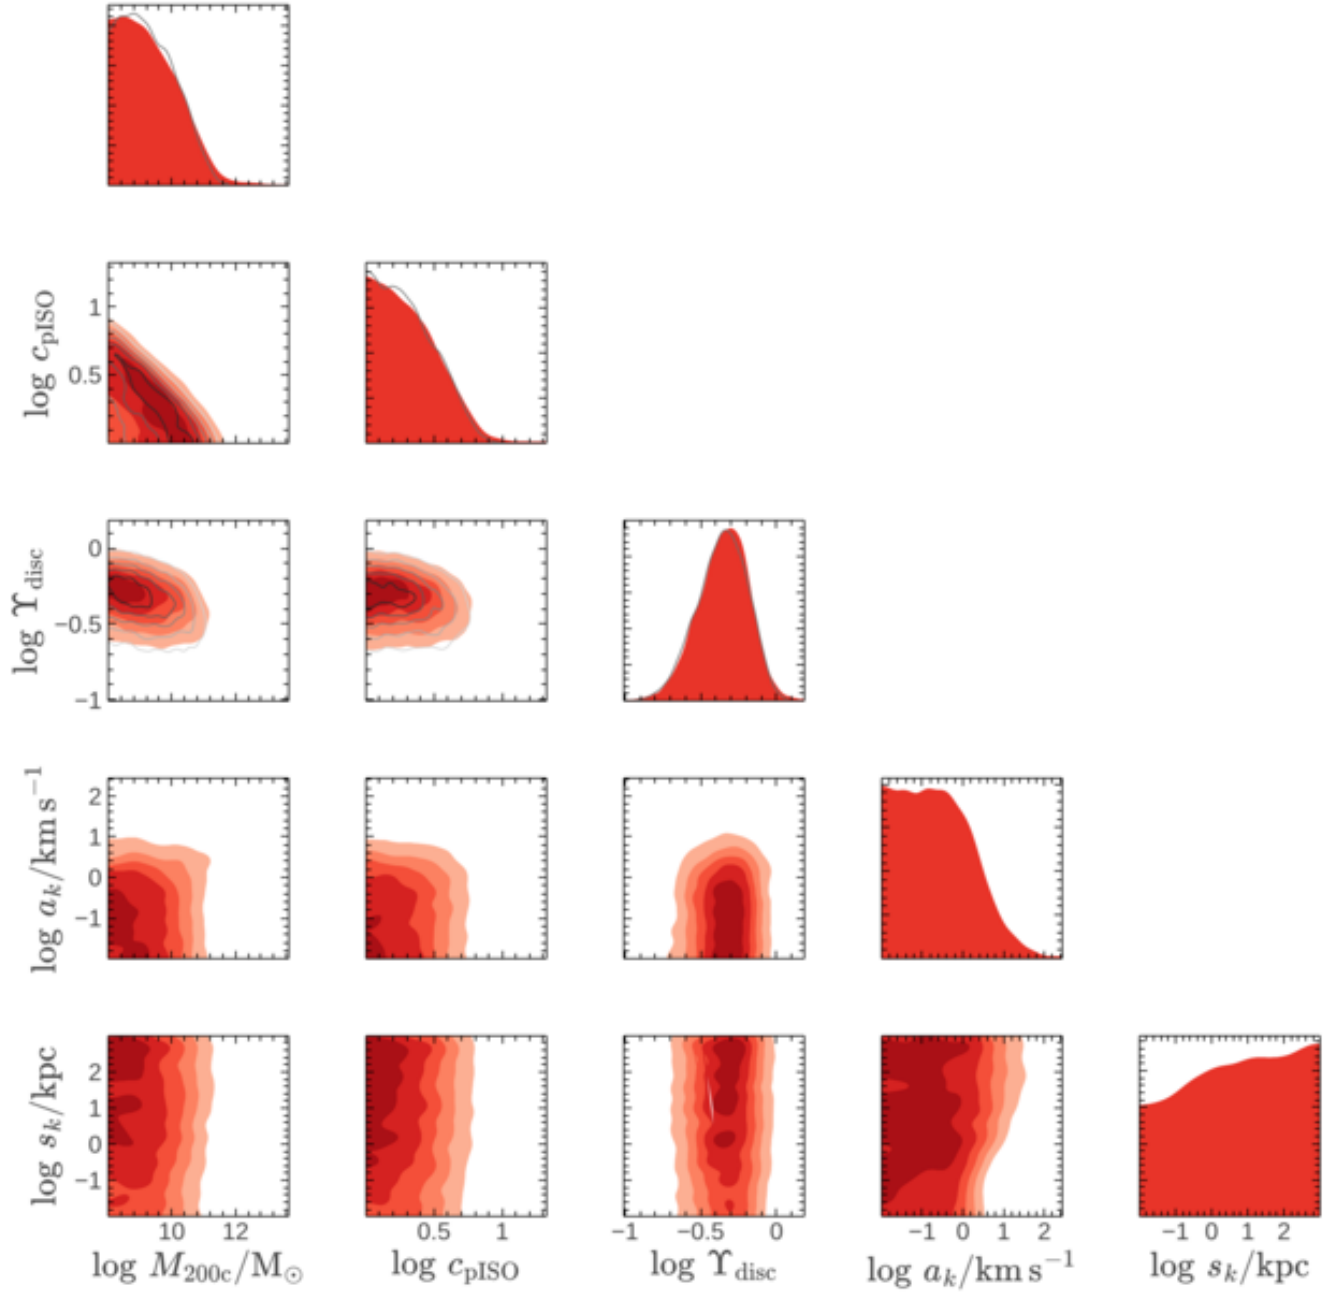 log c_pISO
1
0.5
log ϒ_disc
0
−0.5
−1
log a_k/km s^−1
2
1
0
−1
log s_k/kpc
2
1
0
−1
10 12
0.5 1
−1 −0.5 0
−1 0 1 2
−1 0 1 2
log M_200c/M_⊙
log c_pISO
log ϒ_disc
log a_k/km s^−1
log s_k/kpc